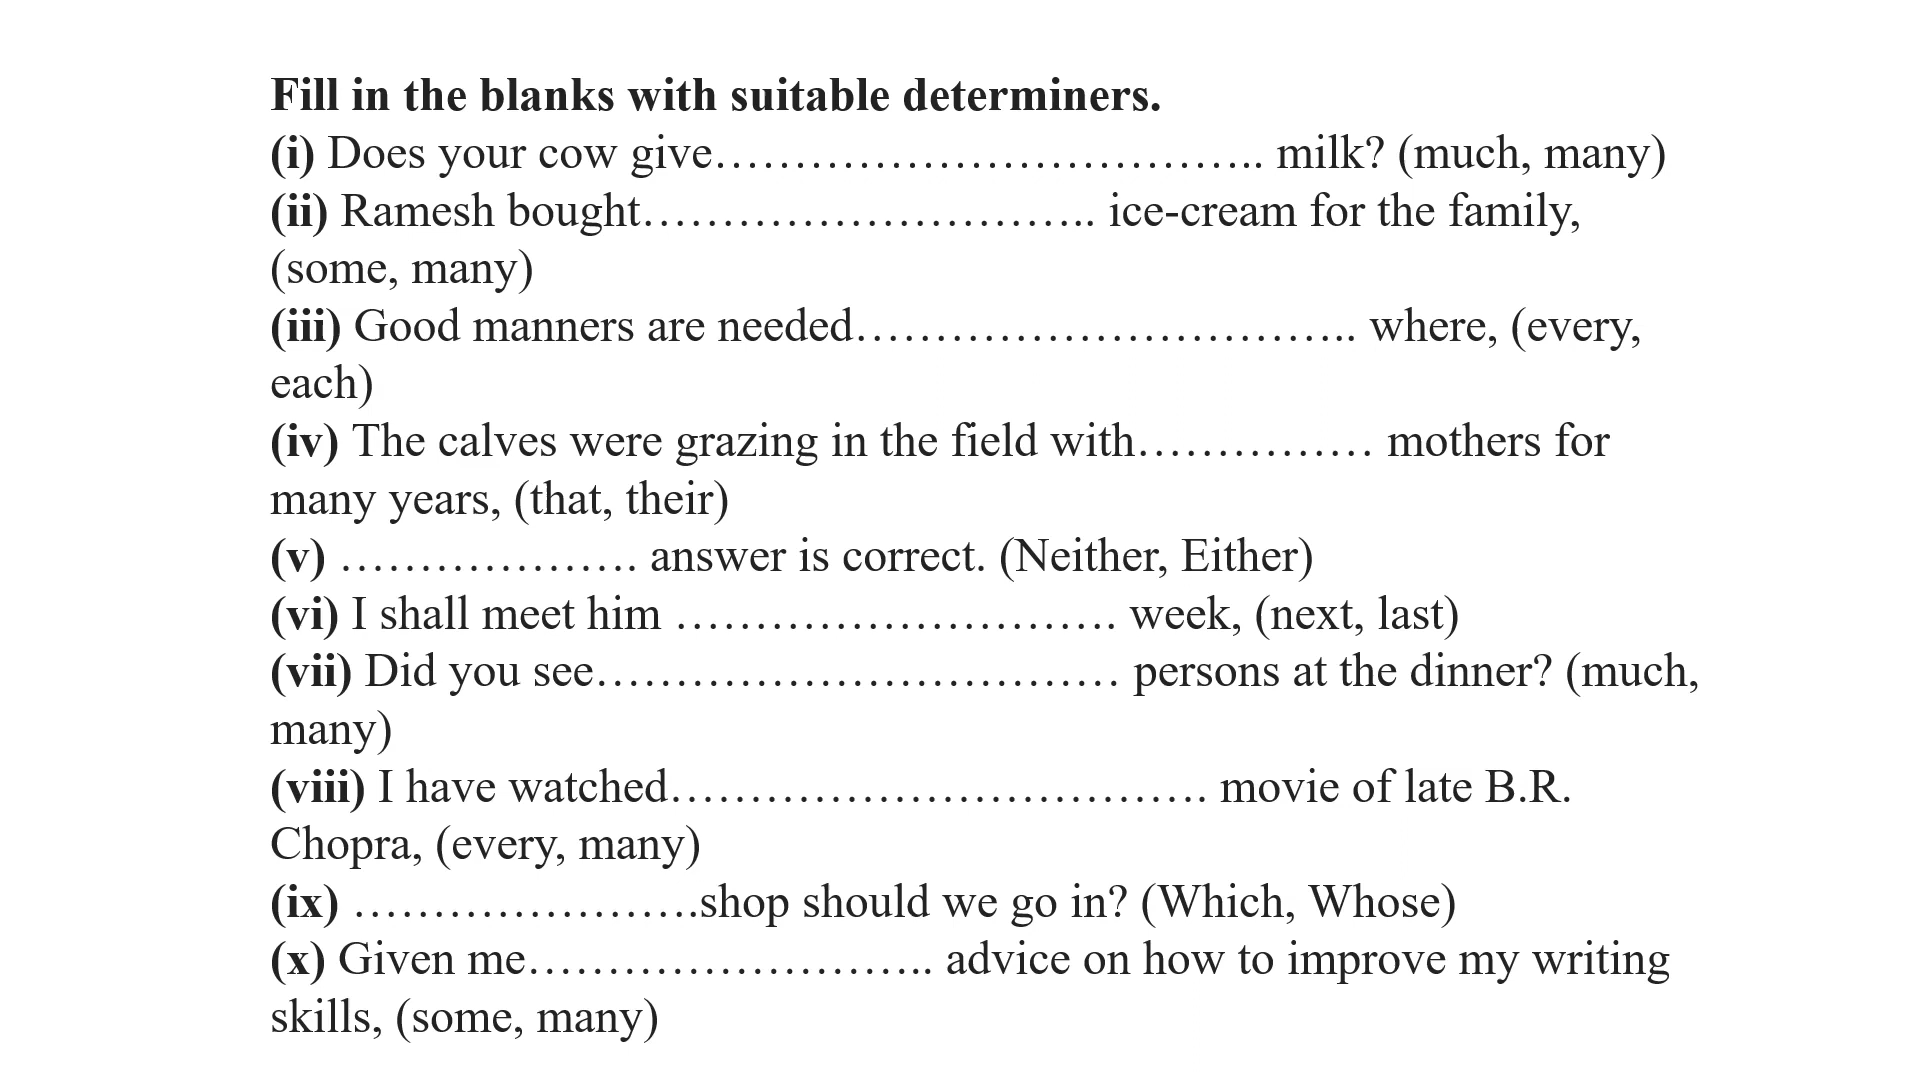 Fill in the blanks with suitable determiners.
(i) Does your cow give…………………………….. milk? (much, many)
(ii) Ramesh bought……………………….. ice-cream for the family,
(some, many)
(iii) Good manners are needed………………………….. where, (every,
each)
(iv) The calves were grazing in the field with…………… mothers for
many years, (that, their)
(v) ………………. answer is correct. (Neither, Either)
(vi) I shall meet him ………………………. week, (next, last)
(vii) Did you see…………………………… persons at the dinner? (much,
many)
(viii) I have watched……………………………. movie of late B.R.
Chopra, (every, many)
(ix) ………………….shop should we go in? (Which, Whose)
(x) Given me…………………….. advice on how to improve my writing
skills, (some, many)